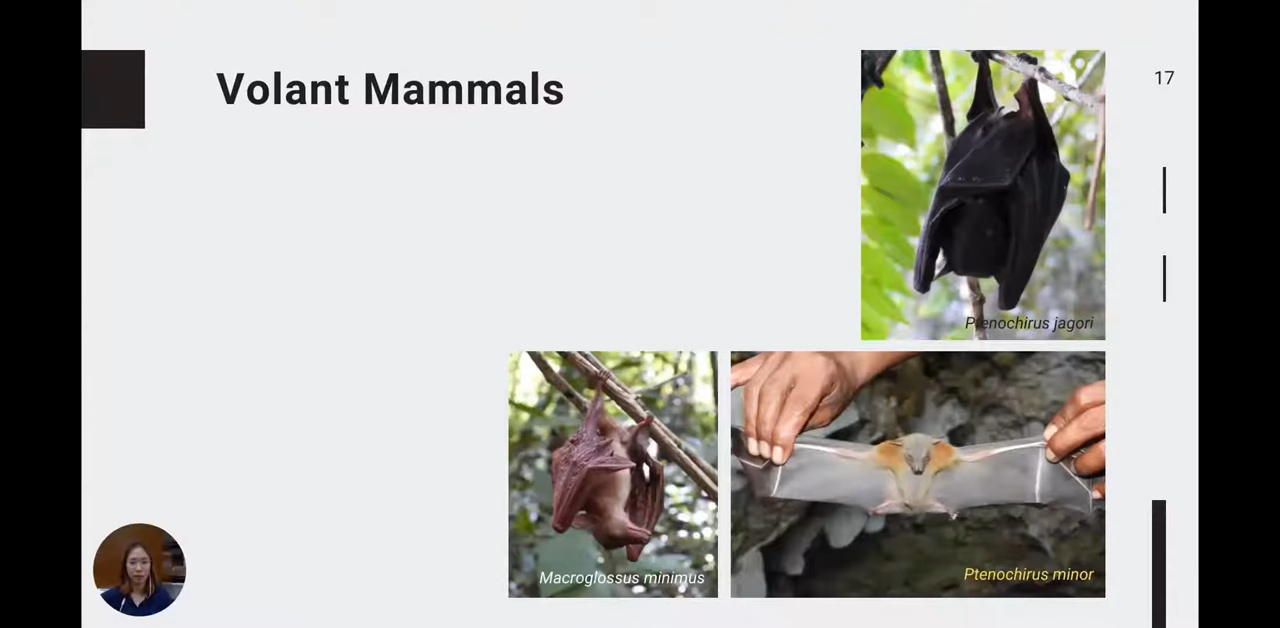 Volant Mammals
17
Ptenochirus jagori
Macroglossus minimus
Ptenochirus minor